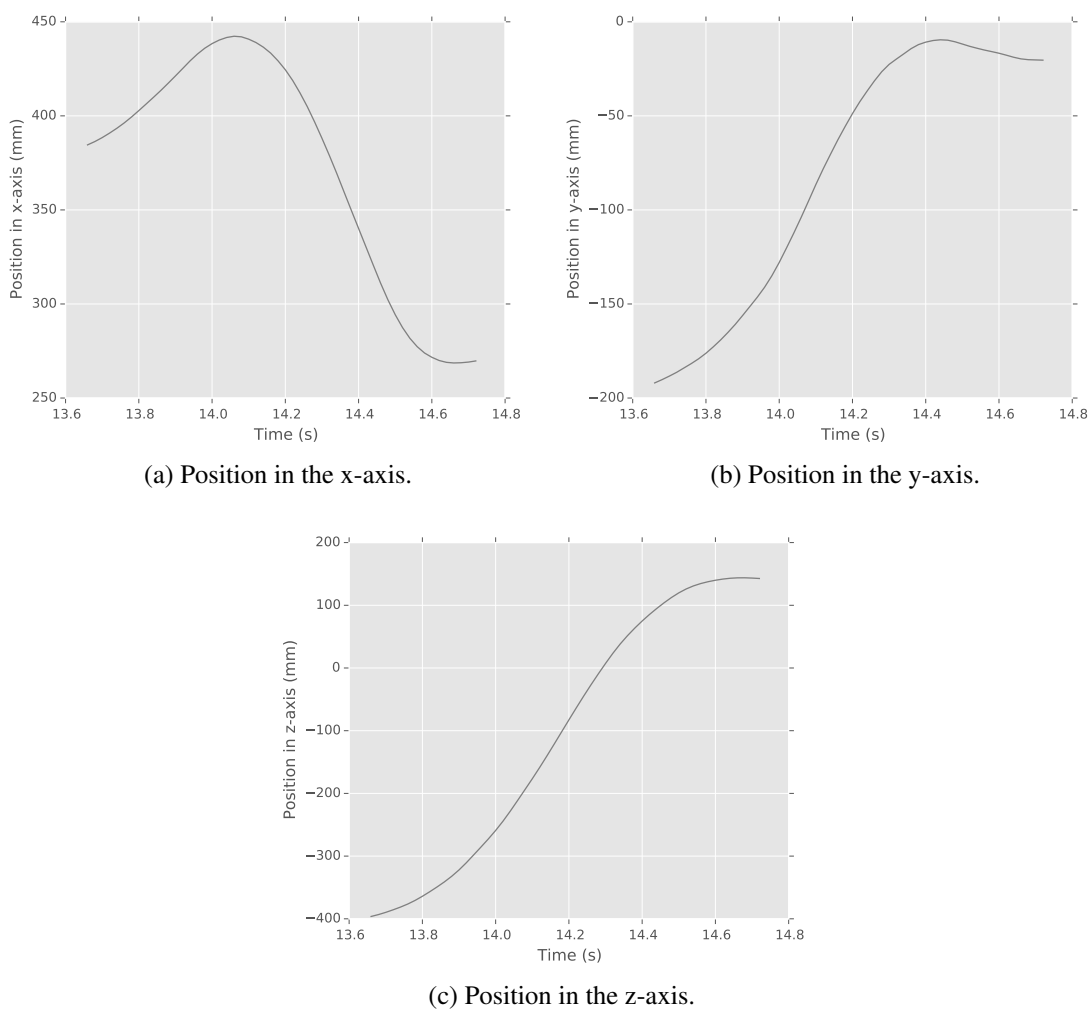 450
400
350
300
250
Position in x-axis (mm)
13.6 13.8 14.0 14.2 14.4 14.6 14.8
Time (s)
(a) Position in the x-axis.
0
−50
−100
−150
−200
Position in y-axis (mm)
13.6 13.8 14.0 14.2 14.4 14.6 14.8
Time (s)
(b) Position in the y-axis.
200
100
0
−100
−200
−300
−400
Position in z-axis (mm)
13.6 13.8 14.0 14.2 14.4 14.6 14.8
Time (s)
(c) Position in the z-axis.